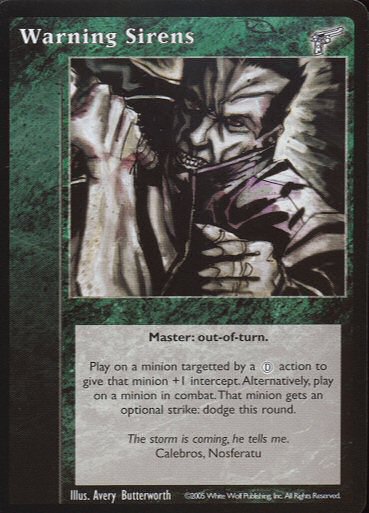 Warning Sirens
Master: out-of-turn.
Play on a minion targetted by a D action to
give that minion +1 intercept. Alternatively, play
on a minion in combat. That minion gets an
optional strike: dodge this round.
The storm is coming, he tells me.
Calebros, Nosferatu
Illus. Avery Butterworth ©2005 White Wolf Publishing, Inc. All Rights Reserved.